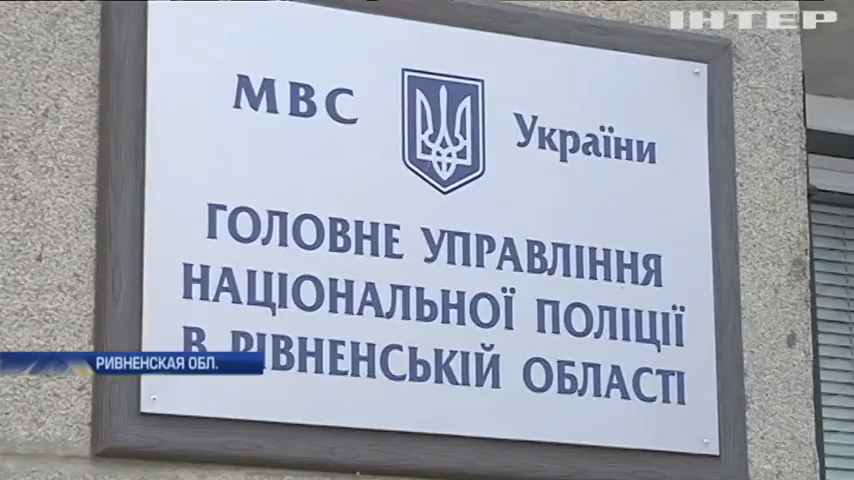 ІНТЕР
МВС України
ГОЛОВНЕ УПРАВЛІННЯ
НАЦІОНАЛЬНОЇ ПОЛІЦІЇ
В РІВНЕНСЬКІЙ ОБЛАСТІ
РИВНЕНСКАЯ ОБЛ.